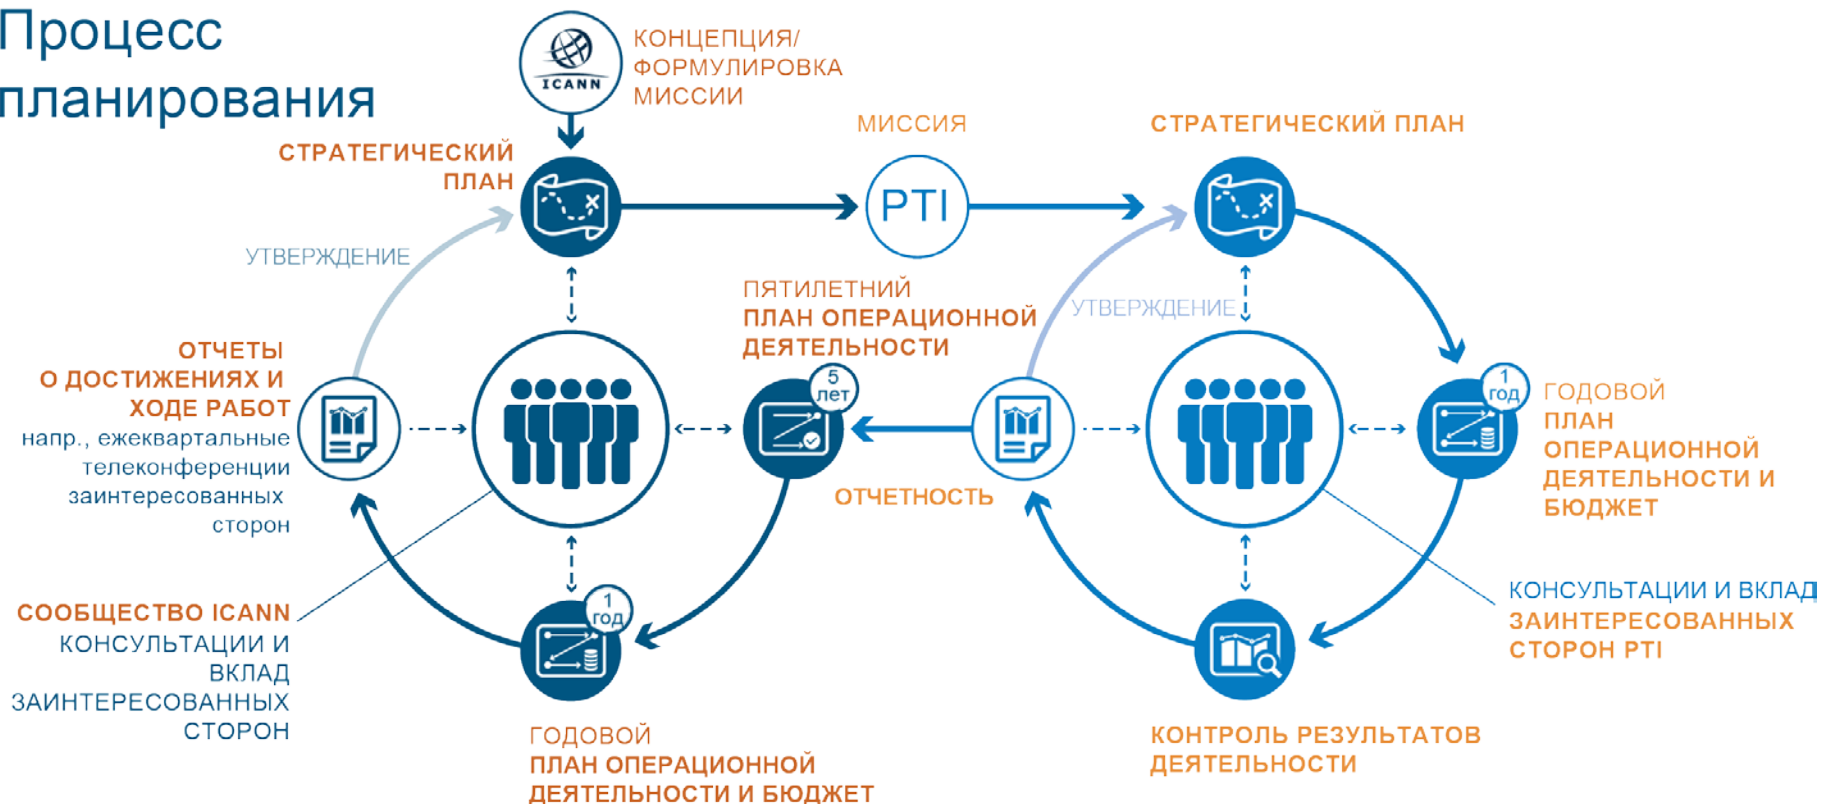 Процесс
планирования
ICANN
КОНЦЕПЦИЯ/
ФОРМУЛИРОВКА
МИССИИ
СТРАТЕГИЧЕСКИЙ
ПЛАН
МИССИЯ
PTI
СТРАТЕГИЧЕСКИЙ ПЛАН
УТВЕРЖДЕНИЕ
ПЯТИЛЕТНИЙ
ПЛАН ОПЕРАЦИОННОЙ
ДЕЯТЕЛЬНОСТИ
5
лет
УТВЕРЖДЕНИЕ
ОТЧЕТЫ
О ДОСТИЖЕНИЯХ И
ХОДЕ РАБОТ
напр., ежеквартальные
телеконференции
заинтересованных
сторон
ОТЧЕТНОСТЬ
1
год
ГОДОВОЙ
ПЛАН
ОПЕРАЦИОННОЙ
ДЕЯТЕЛЬНОСТИ И
БЮДЖЕТ
СООБЩЕСТВО ICANN
КОНСУЛЬТАЦИИ И
ВКЛАД
ЗАИНТЕРЕСОВАННЫХ
СТОРОН
1
год
ГОДОВОЙ
ПЛАН ОПЕРАЦИОННОЙ
ДЕЯТЕЛЬНОСТИ И БЮДЖЕТ
КОНСУЛЬТАЦИИ И ВКЛАД
ЗАИНТЕРЕСОВАННЫХ
СТОРОН PTI
КОНТРОЛЬ РЕЗУЛЬТАТОВ
ДЕЯТЕЛЬНОСТИ